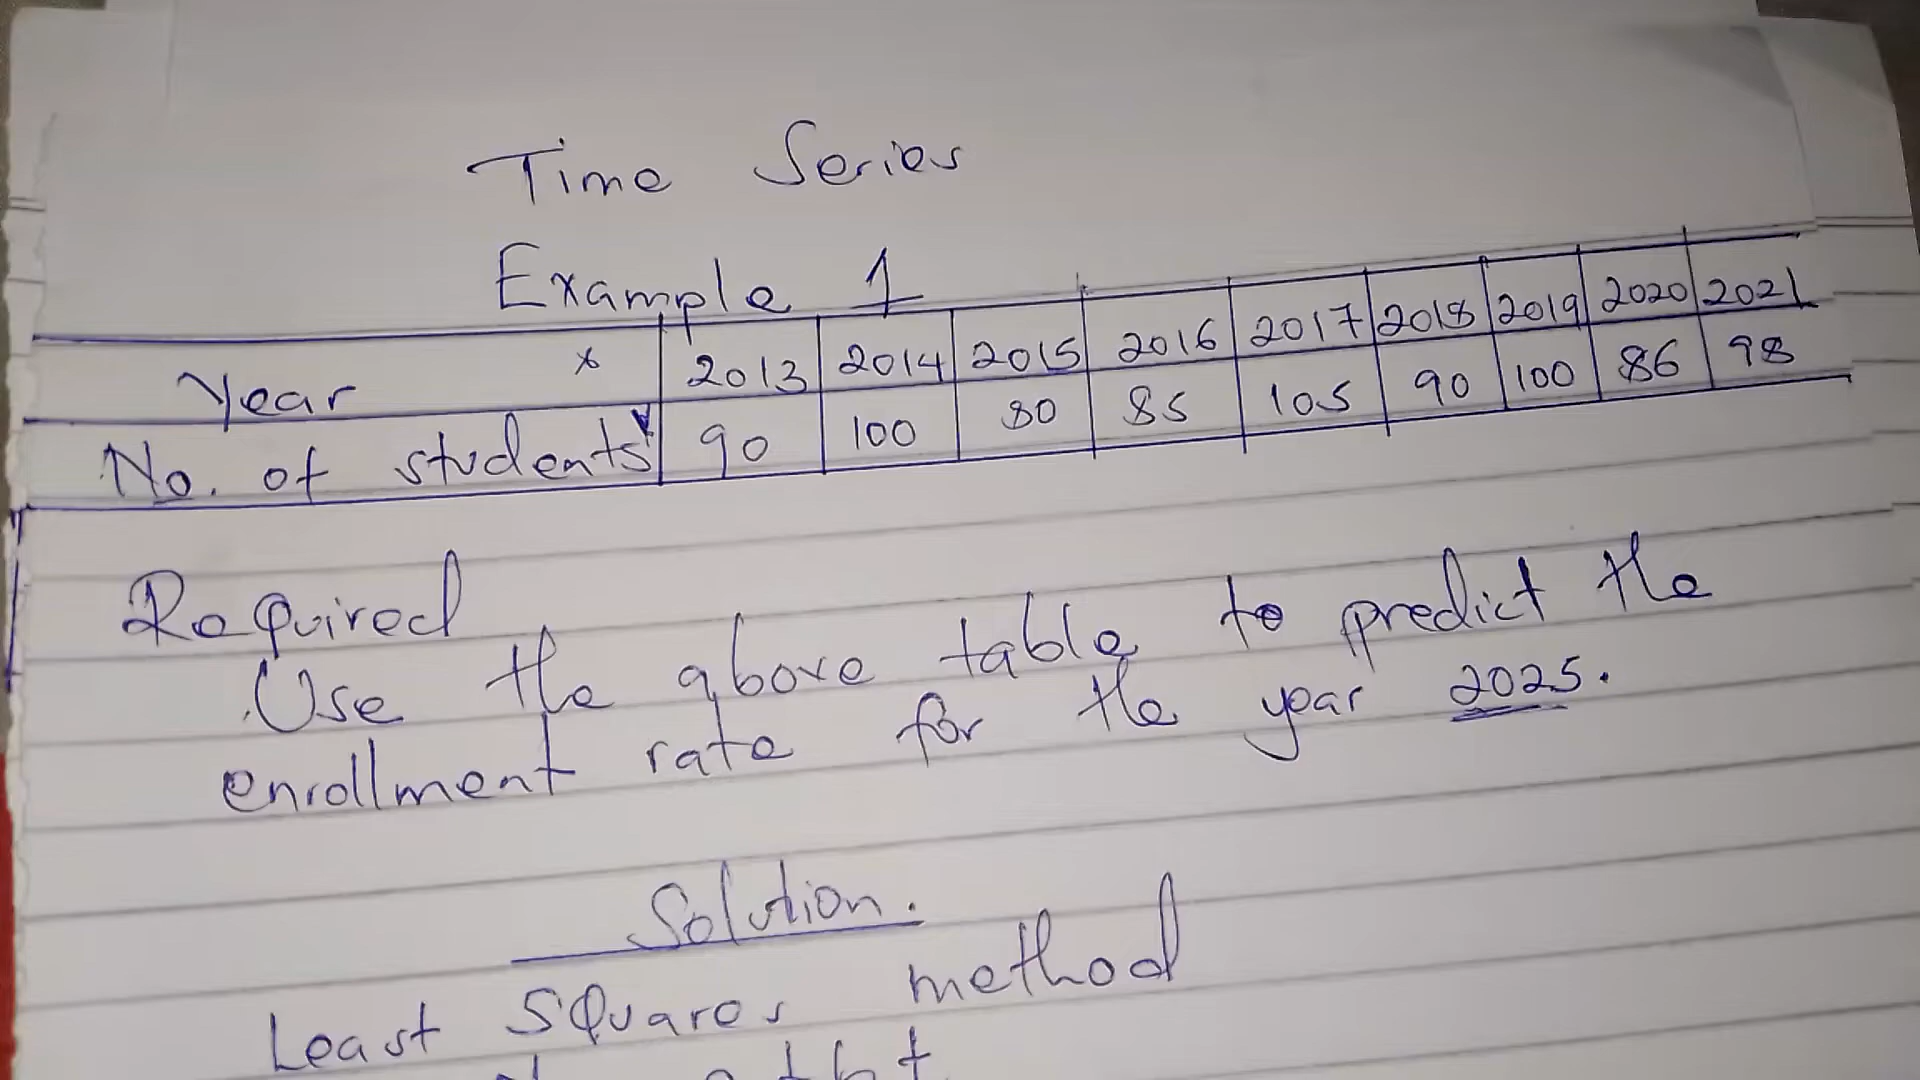 Time Series
Example 1
Year x 2013 2014 2015 2016 2017 2018 2019 2020 2021
No. of students Y 90 100 80 85 105 90 100 86 98
Required
Use the above table to predict the
enrollment rate for the year 2025.
Solution.
Least Squares method